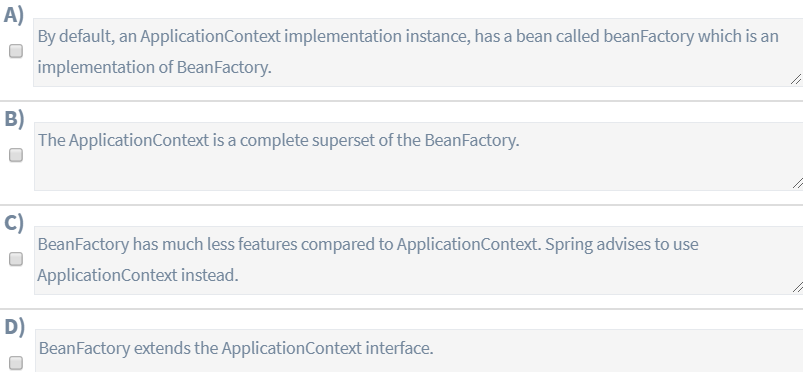 A)
By default, an ApplicationContext implementation instance, has a bean called beanFactory which is an
implementation of BeanFactory.
B)
The ApplicationContext is a complete superset of the BeanFactory.
C)
BeanFactory has much less features compared to ApplicationContext. Spring advises to use
ApplicationContext instead.
D)
BeanFactory extends the ApplicationContext interface.